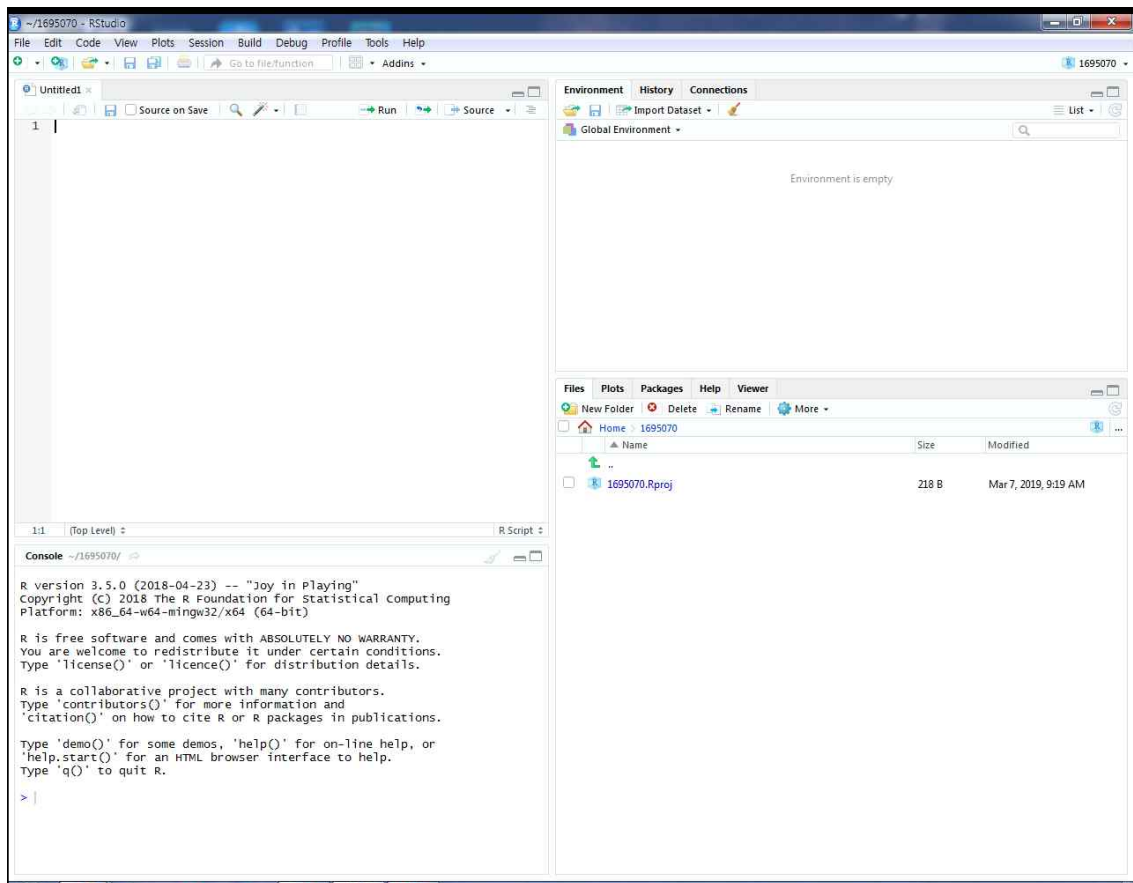 ~/1695070 - RStudio
File Edit Code View Plots Session Build Debug Profile Tools Help
Go to file/function Addins 1695070
Untitled1
Source on Save Run Source
1
1:1 (Top Level) R Script
Console ~/1695070/
R version 3.5.0 (2018-04-23) -- "Joy in Playing"
Copyright (C) 2018 The R Foundation for Statistical Computing
Platform: x86_64-w64-mingw32/x64 (64-bit)
R is free software and comes with ABSOLUTELY NO WARRANTY.
You are welcome to redistribute it under certain conditions.
Type 'license()' or 'licence()' for distribution details.
R is a collaborative project with many contributors.
Type 'contributors()' for more information and
'citation()' on how to cite R or R packages in publications.
Type 'demo()' for some demos, 'help()' for on-line help, or
'help.start()' for an HTML browser interface to help.
Type 'q()' to quit R.
>
Environment History Connections
Import Dataset List
Global Environment
Environment is empty
Files Plots Packages Help Viewer
New Folder Delete Rename More
Home 1695070 ...
Name Size Modified
..
1695070.Rproj 218 B Mar 7, 2019, 9:19 AM